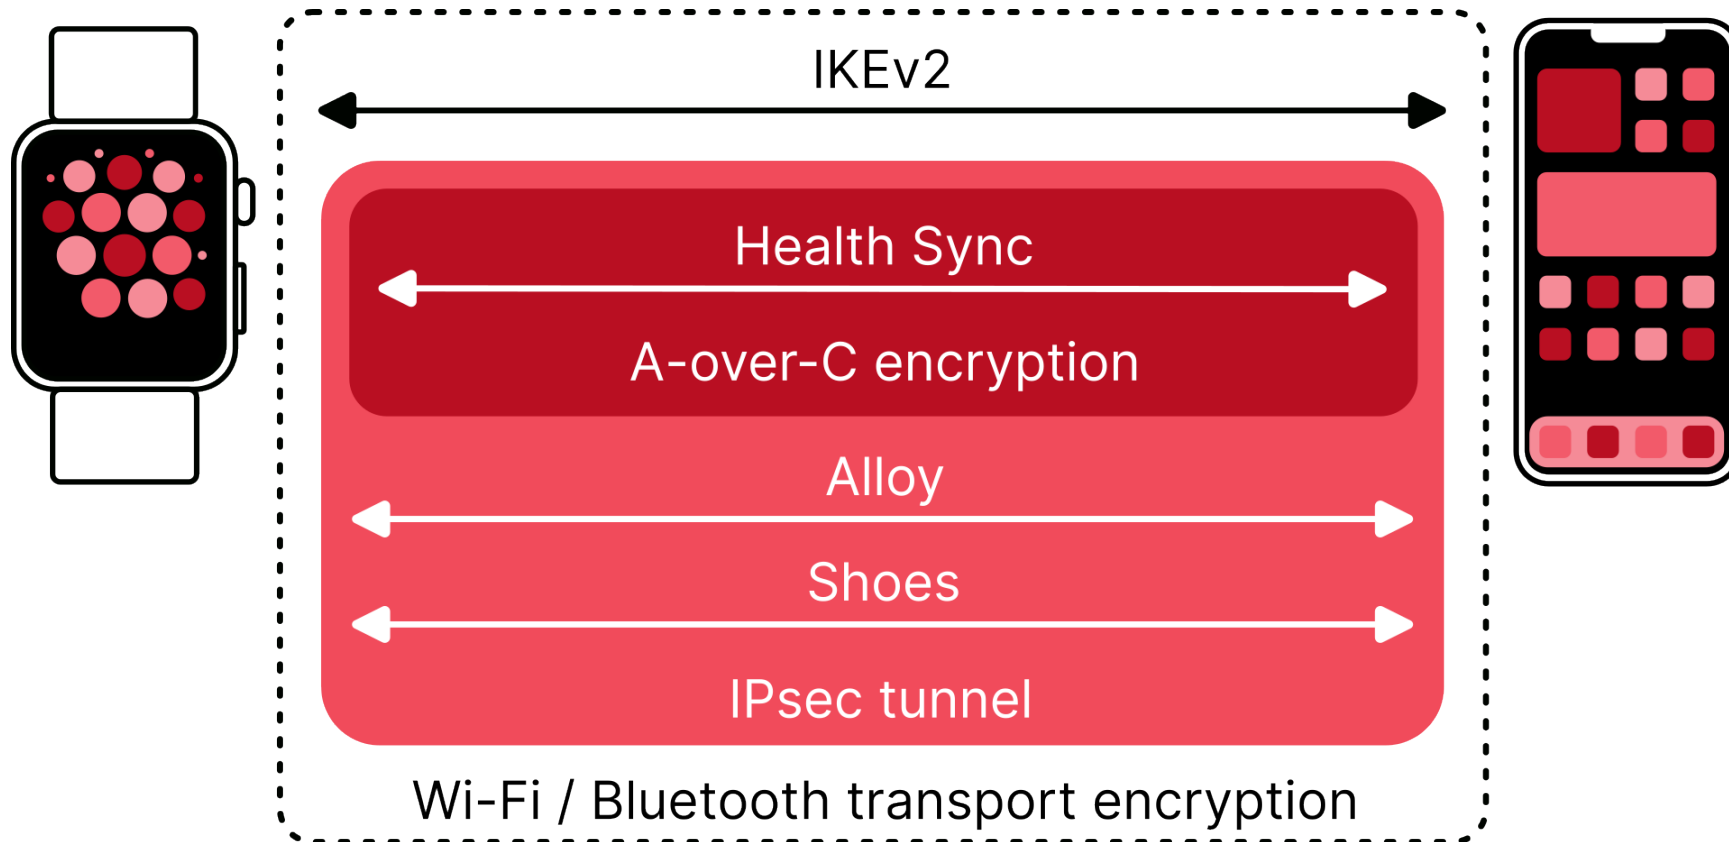 IKEv2
Health Sync
A-over-C encryption
Alloy
Shoes
IPsec tunnel
Wi-Fi / Bluetooth transport encryption